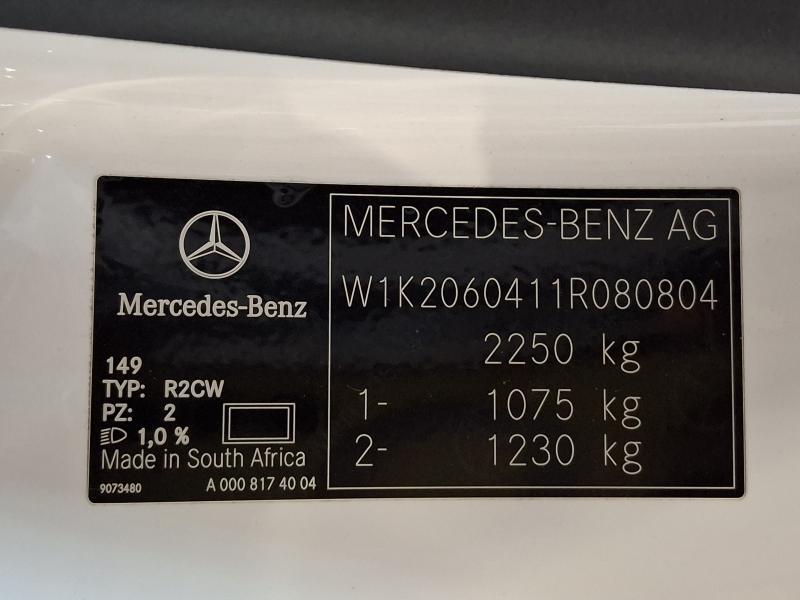 Mercedes-Benz
149
TYP: R2CW
PZ: 2
1,0 %
Made in South Africa
9073480 A 000 817 40 04
MERCEDES-BENZ AG
W1K2060411R080804
2250 kg
1- 1075 kg
2- 1230 kg